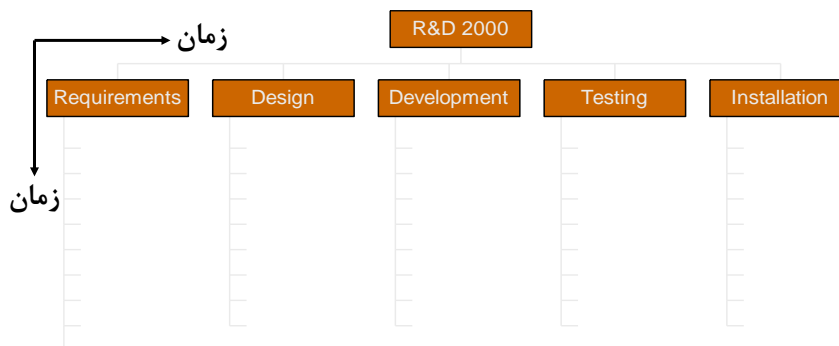 R&D 2000
زمان
Requirements
Design
Development
Testing
Installation
زمان